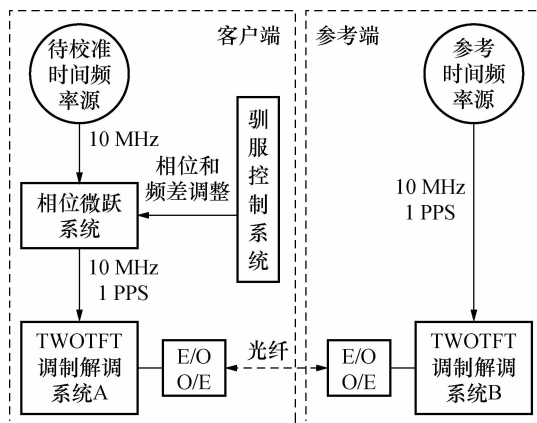 客户端
待校准
时间频
率源
10 MHz
相位和
频差调整
驯
服
控
制
系
统
相位微跃
系统
10 MHz
1 PPS
TWOTFT
调制解调
系统A
E/O
O/E
光纤
参考端
参考
时间频
率源
10 MHz
1 PPS
E/O
O/E
TWOTFT
调制解调
系统B